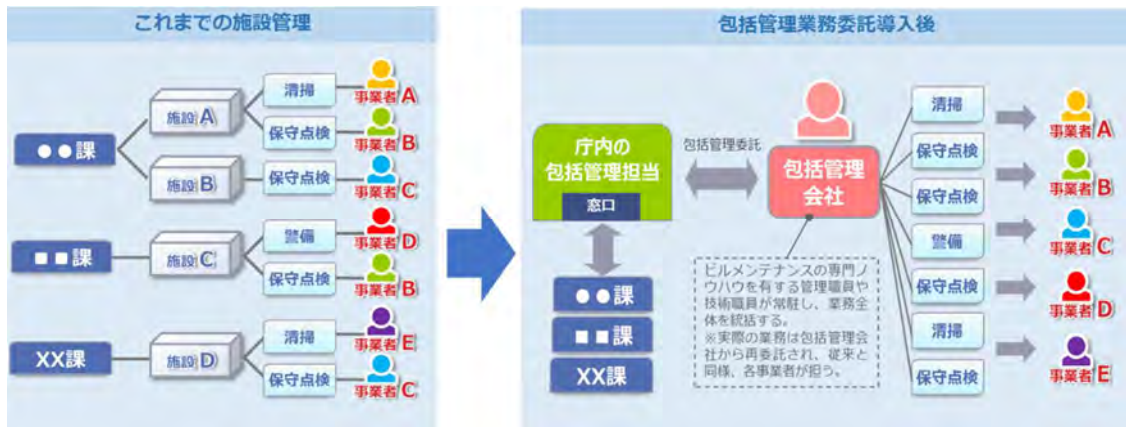 これまでの施設管理
●●課
施設A
清掃
事業者A
保守点検
事業者B
施設B
保守点検
事業者C
■■課
施設C
警備
事業者D
保守点検
事業者B
XX課
施設D
清掃
事業者E
保守点検
事業者C
包括管理業務委託導入後
庁内の
包括管理担当
窓口
●●課
■■課
XX課
包括管理委託
包括管理
会社
ビルメンテナンスの専門ノ
ウハウを有する管理職員や
技術職員が常駐し、業務全
体を統括する。
※実際の業務は包括管理会
社から再委託され、従来と
同様、各事業者が担う。
清掃
保守点検
保守点検
警備
保守点検
清掃
保守点検
事業者A
事業者B
事業者C
事業者D
事業者E